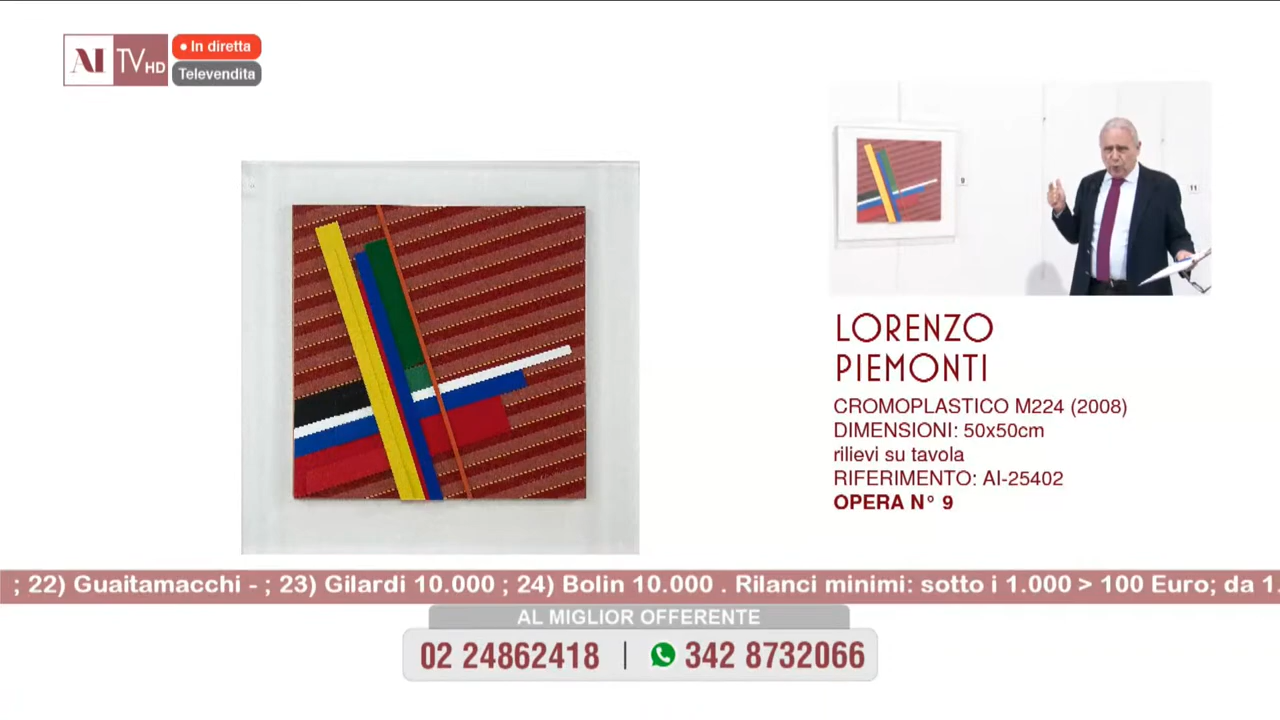 AI TV HD
• In diretta
Televendita
9
11
LORENZO
PIEMONTI
CROMOPLASTICO M224 (2008)
DIMENSIONI: 50x50cm
rilievi su tavola
RIFERIMENTO: AI-25402
OPERA N° 9
; 22) Guaitamacchi - ; 23) Gilardi 10.000 ; 24) Bolin 10.000 . Rilanci minimi: sotto i 1.000 > 100 Euro; da 1.
AL MIGLIOR OFFERENTE
02 24862418 | 342 8732066